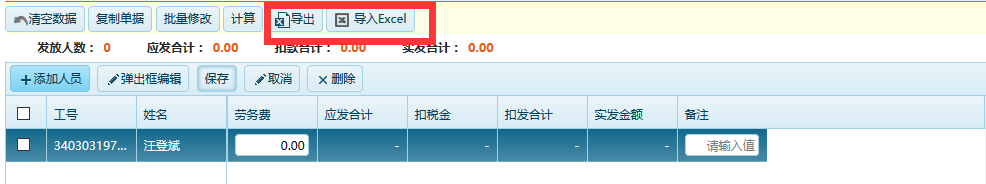 清空数据 复制单据 批量修改 计算 导出 导入Excel
发放人数： 0 应发合计： 0.00 扣款合计： 0.00 实发合计： 0.00
添加人员 弹出框编辑 保存 取消 删除
工号 姓名 劳务费 应发合计 扣税金 扣发合计 实发金额 备注
340303197... 汪登斌 0.00 - - - - 请输入值